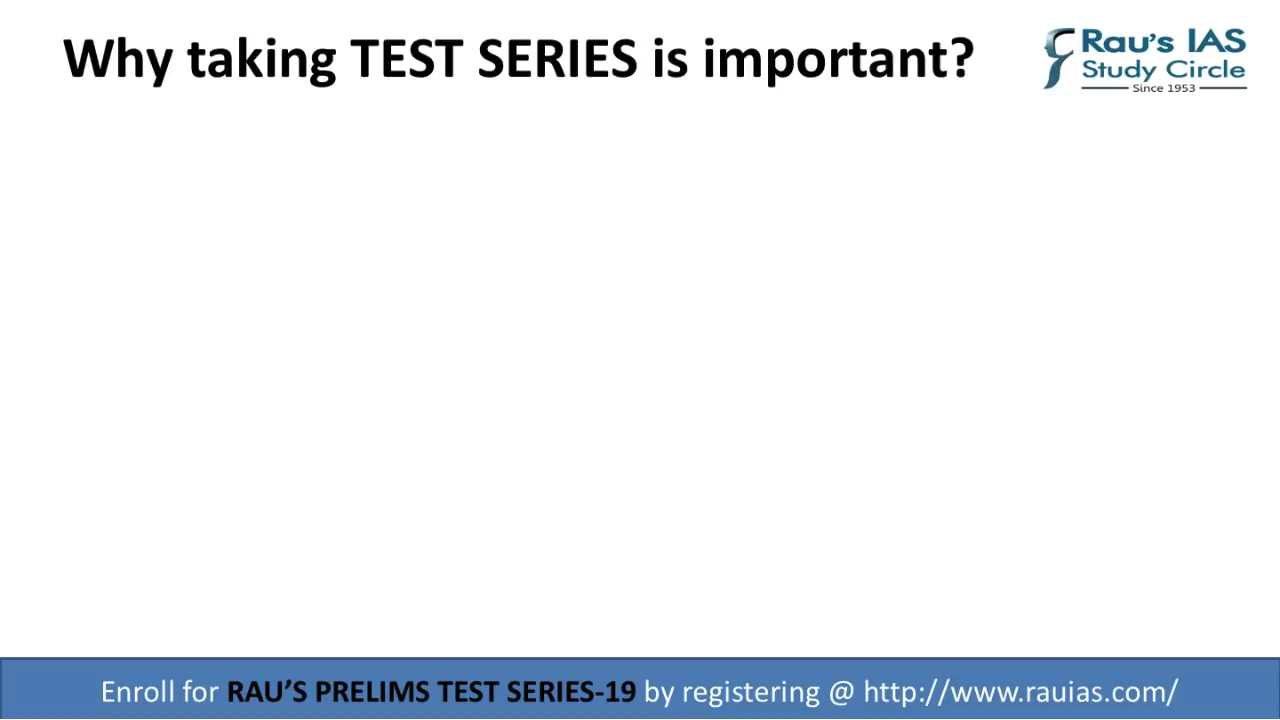 Why taking TEST SERIES is important?
Rau's IAS
Study Circle
Since 1953
Enroll for RAU’S PRELIMS TEST SERIES-19 by registering @ http://www.rauias.com/